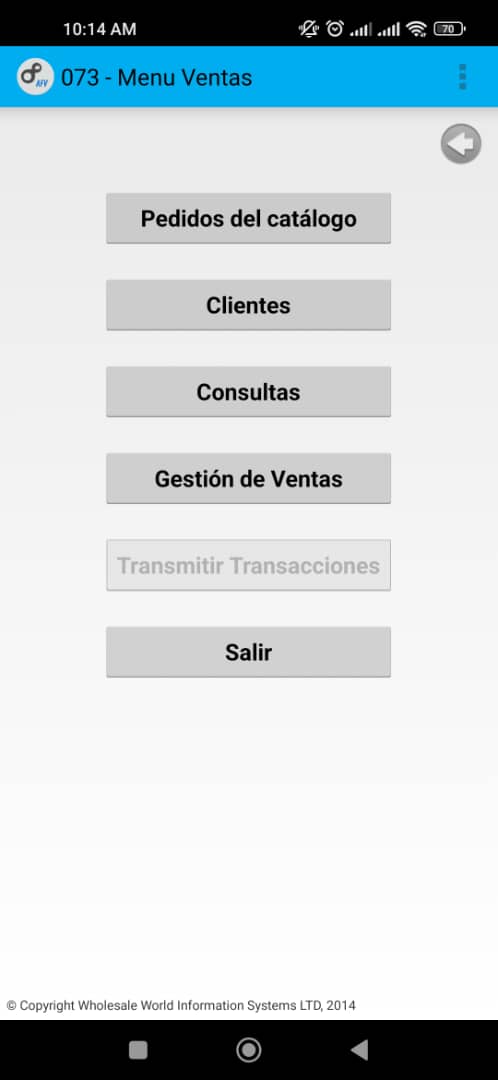 10:14 AM
70
AFV
073 - Menu Ventas
Pedidos del catálogo
Clientes
Consultas
Gestión de Ventas
Transmitir Transacciones
Salir
© Copyright Wholesale World Information Systems LTD, 2014